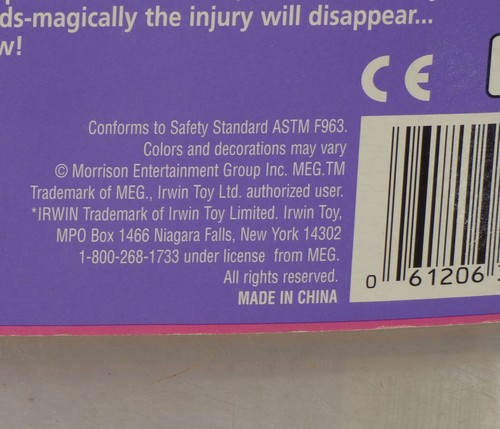 ds-magically the injury will disappear...
w!
CE
Conforms to Safety Standard ASTM F963.
Colors and decorations may vary
© Morrison Entertainment Group Inc. MEG.TM
Trademark of MEG., Irwin Toy Ltd. authorized user.
*IRWIN Trademark of Irwin Toy Limited. Irwin Toy,
MPO Box 1466 Niagara Falls, New York 14302
1-800-268-1733 under license from MEG.
All rights reserved.
MADE IN CHINA
0 61206